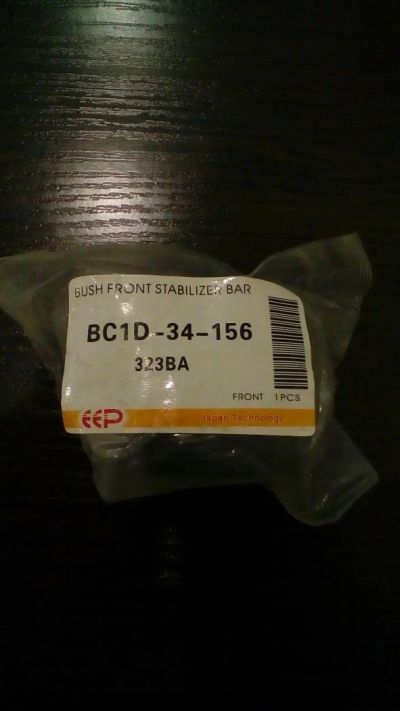 BUSH FRONT STABILIZER BAR
BC1D-34-156
323BA
FRONT 1PCS
EEP Japan Technology